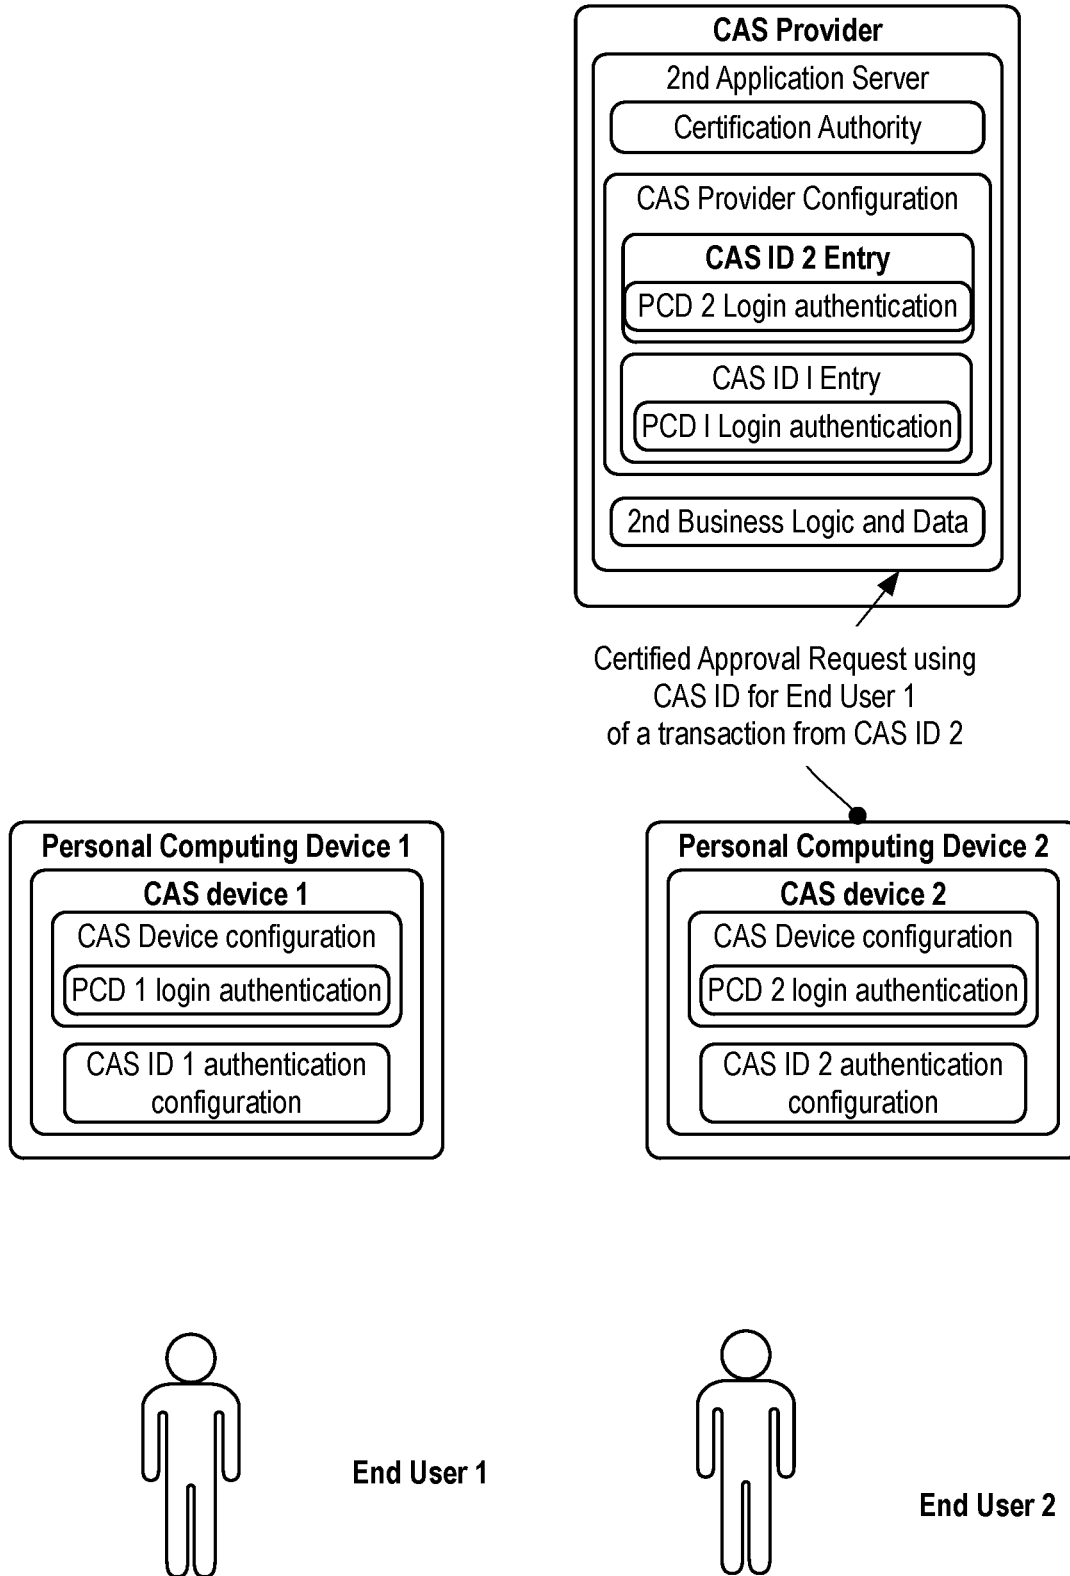 CAS Provider
2nd Application Server
Certification Authority
CAS Provider Configuration
CAS ID 2 Entry
PCD 2 Login authentication
CAS ID I Entry
PCD I Login authentication
2nd Business Logic and Data
Certified Approval Request using
CAS ID for End User 1
of a transaction from CAS ID 2
Personal Computing Device 1
CAS device 1
CAS Device configuration
PCD 1 login authentication
CAS ID 1 authentication
configuration
Personal Computing Device 2
CAS device 2
CAS Device configuration
PCD 2 login authentication
CAS ID 2 authentication
configuration
End User 1
End User 2